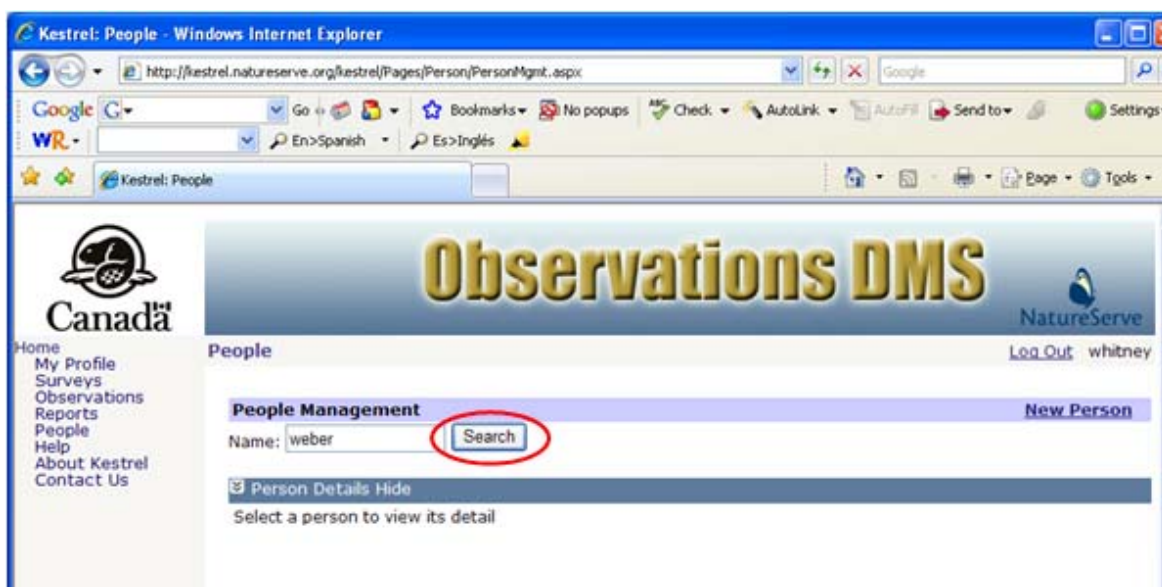 Kestrel: People - Windows Internet Explorer
http://kestrel.natureserve.org/kestrel/Pages/Person/PersonMgmt.aspx
Google
Google G Go Bookmarks No popups Check AutoLink AutoFill Send to Settings
WR. En>Spanish Es>Inglés
Kestrel: People
Page Tools
Observations DMS
Canada
NatureServe
Home
My Profile
Surveys
Observations
Reports
People
Help
About Kestrel
Contact Us
People
Log Out whitney
People Management New Person
Name: weber Search
Person Details Hide
Select a person to view its detail